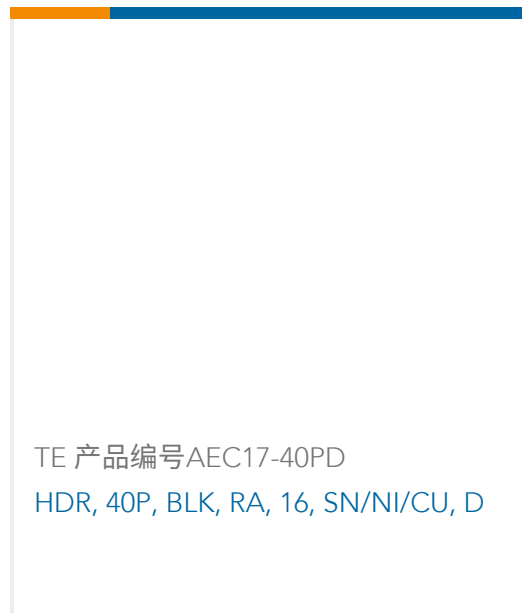 TE 产品编号AEC17-40PD
HDR, 40P, BLK, RA, 16, SN/NI/CU, D